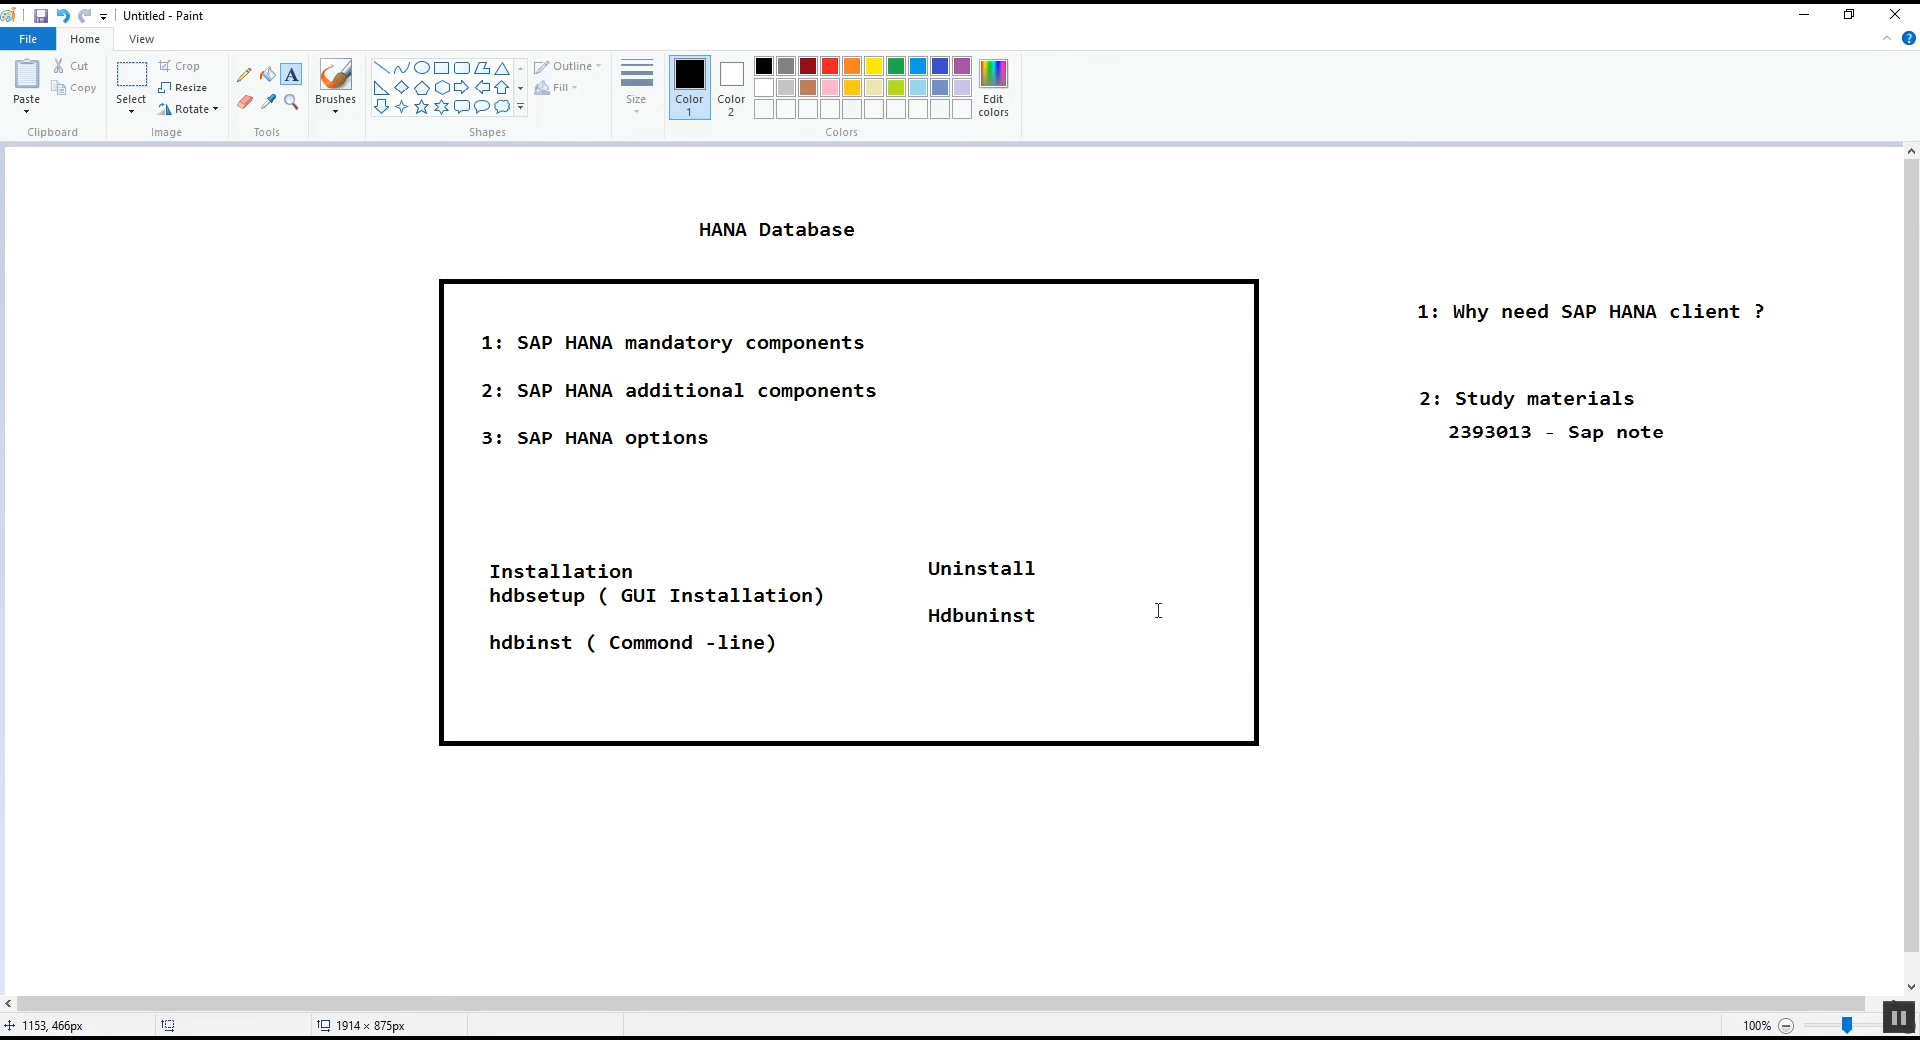 Untitled - Paint
File Home View
Paste
Cut
Copy
Clipboard
Select
Crop
Resize
Rotate
Image
Tools
Brushes
Shapes
Outline
Fill
Size
Color 1
Color 2
Edit colors
Colors
HANA Database
1: SAP HANA mandatory components
2: SAP HANA additional components
3: SAP HANA options
Installation
hdbsetup ( GUI Installation)
hdbinst ( Commond -line)
Uninstall
Hdbuninst
1: Why need SAP HANA client ?
2: Study materials
2393013 - Sap note
1153, 466px
1914 × 875px
100%